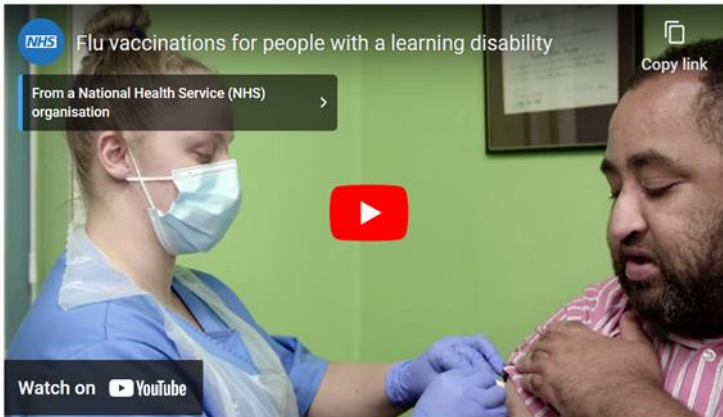 NHS
Flu vaccinations for people with a learning disability
Copy link
From a National Health Service (NHS)
organisation
Watch on YouTube